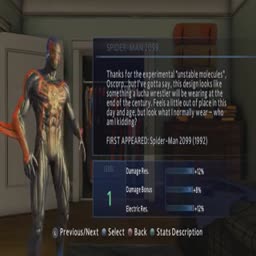 SPIDER-MAN 2099
Thanks for the experimental "unstable molecules",
Oscorp...but I've gotta say, this design looks like
something a lucha wrestler will be wearing at the
end of the century. Feels a little out of place in this
day and age, but look what I normally wear -- who
am I kidding?
FIRST APPEARED: Spider-Man 2099 (1992)
LEVEL
1
Damage Res. +12%
Damage Bonus +8%
Electric Res. +12%
Previous/Next Select Back Stats Description